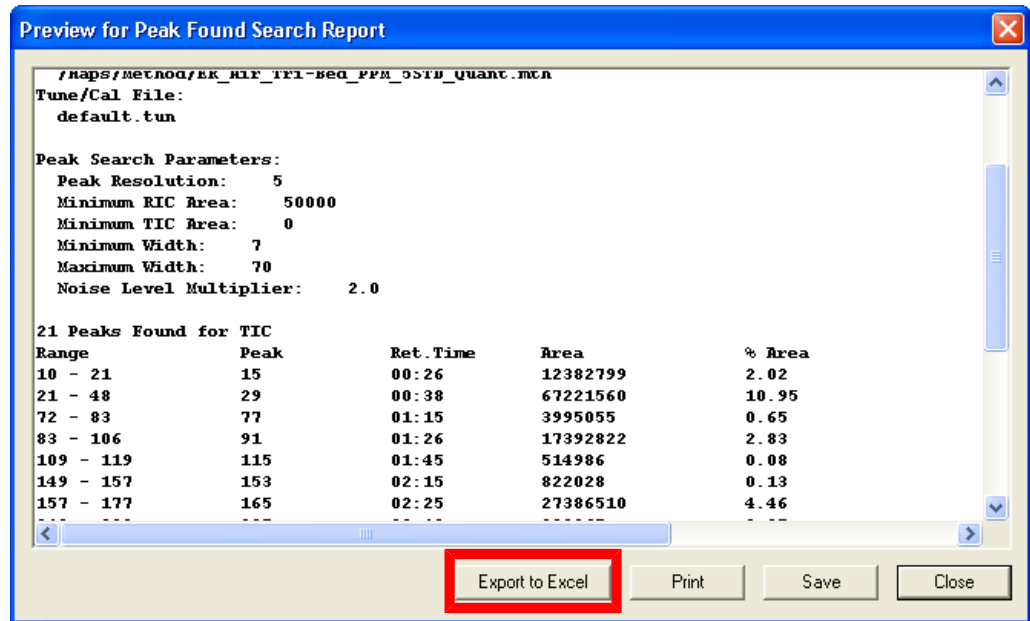 Preview for Peak Found Search Report
/Haps/Method/EK_Air_Tri-Bed_PPM_5STD_Quant.mth
Tune/Cal File:
default.tun
Peak Search Parameters:
Peak Resolution: 5
Minimum RIC Area: 50000
Minimum TIC Area: 0
Minimum Width: 7
Maximum Width: 70
Noise Level Multiplier: 2.0
21 Peaks Found for TIC
Range Peak Ret.Time Area % Area
10 - 21 15 00:26 12382799 2.02
21 - 48 29 00:38 67221560 10.95
72 - 83 77 01:15 3995055 0.65
83 - 106 91 01:26 17392822 2.83
109 - 119 115 01:45 514986 0.08
149 - 157 153 02:15 822028 0.13
157 - 177 165 02:25 27386510 4.46
Export to Excel Print Save Close